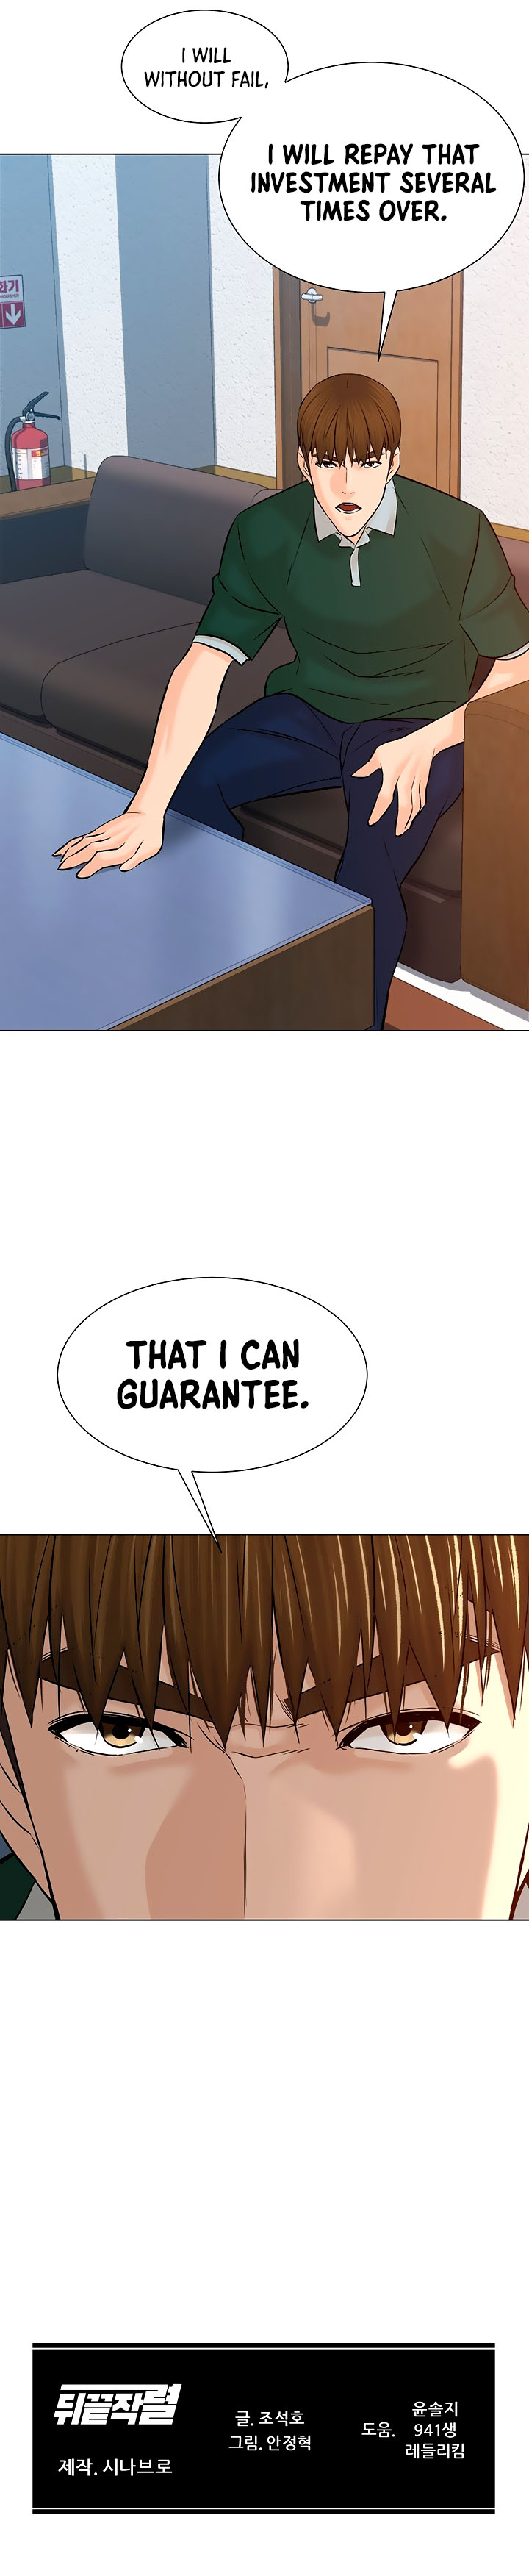 I WILL
WITHOUT FAIL,
I WILL REPAY THAT
INVESTMENT SEVERAL
TIMES OVER.
화기
THAT I CAN
GUARANTEE.
뒤끝작렬
제작. 시나브로
글. 조석호
그림. 안정혁
도움.
윤솔지
941생
레들리킴